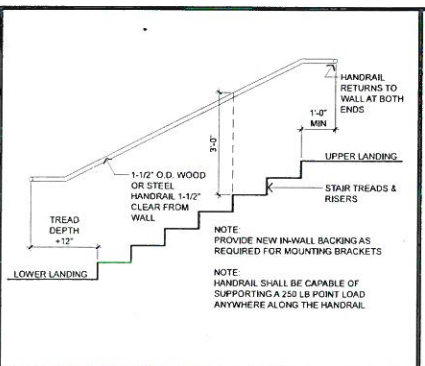 HANDRAIL
RETURNS TO
WALL AT BOTH
ENDS
1'-0"
MIN
3'-0"
UPPER LANDING
1-1/2" O.D. WOOD
OR STEEL
HANDRAIL 1-1/2"
CLEAR FROM
WALL
STAIR TREADS &
RISERS
TREAD
DEPTH
+12"
LOWER LANDING
NOTE:
PROVIDE NEW IN-WALL BACKING AS
REQUIRED FOR MOUNTING BRACKETS
NOTE:
HANDRAIL SHALL BE CAPABLE OF
SUPPORTING A 250 LB POINT LOAD
ANYWHERE ALONG THE HANDRAIL